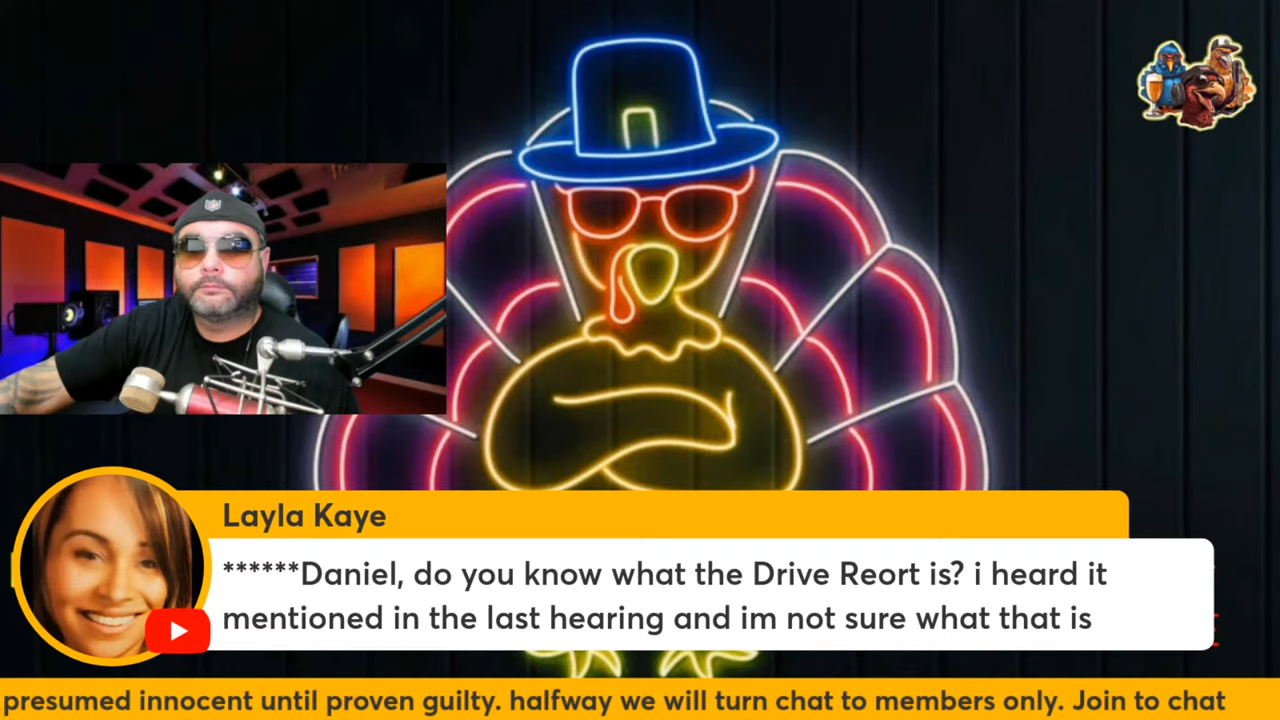 Layla Kaye
******Daniel, do you know what the Drive Reort is? i heard it
mentioned in the last hearing and im not sure what that is
presumed innocent until proven guilty. halfway we will turn chat to members only. Join to chat